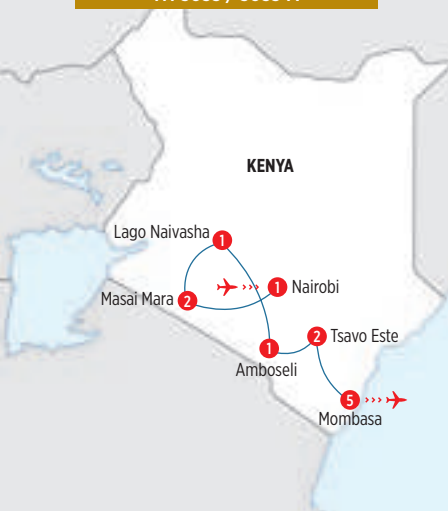 KENYA
Lago Naivasha
1
1
Nairobi
Masai Mara
2
2
Tsavo Este
1
Amboseli
5
Mombasa